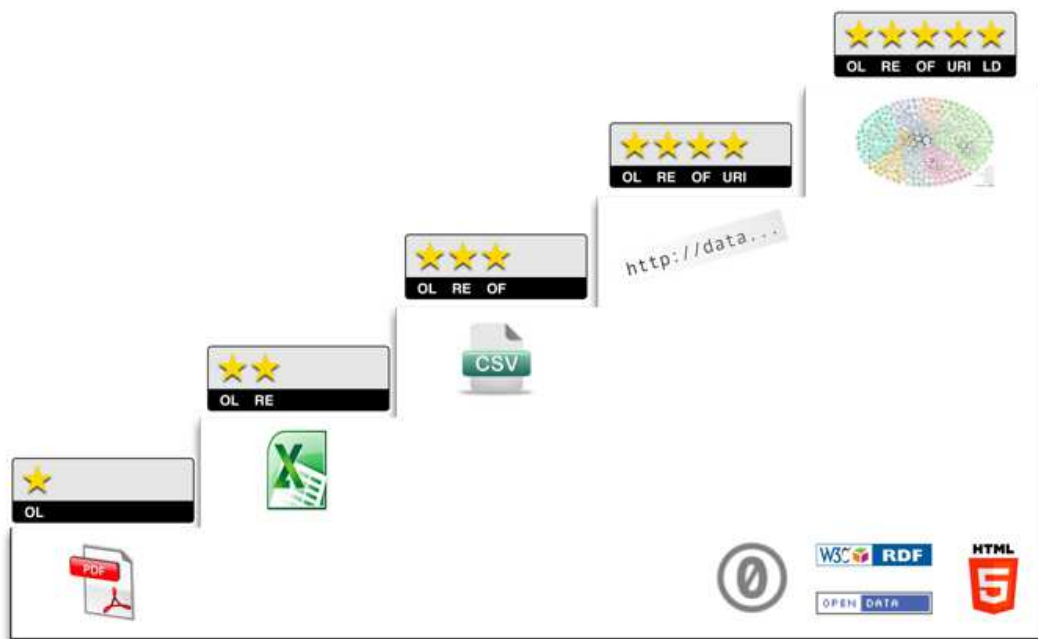 OL RE OF URI LD
OL RE OF URI
http://data...
OL RE OF
CSV
OL RE
X
OL
PDF
0
W3C RDF
OPEN DATA
HTML
5